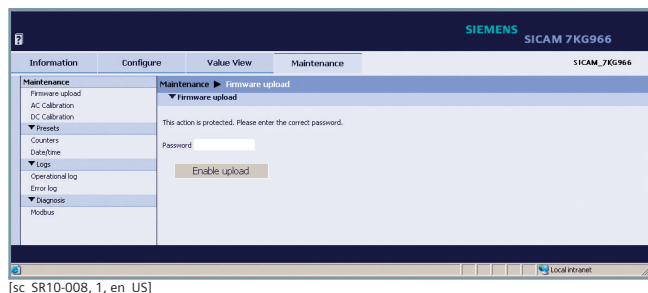 SIEMENS
SICAM 7KG966
Information Configure Value View Maintenance SICAM_7KG966
Maintenance
Firmware upload
AC Calibration
DC Calibration
▼ Presets
Counters
Date/time
▼ Logs
Operational log
Error log
▼ Diagnosis
Modbus
Maintenance ▶ Firmware upload
▼ Firmware upload
This action is protected. Please enter the correct password.
Password
Enable upload
Local intranet
[sc_SR10-008, 1, en_US]